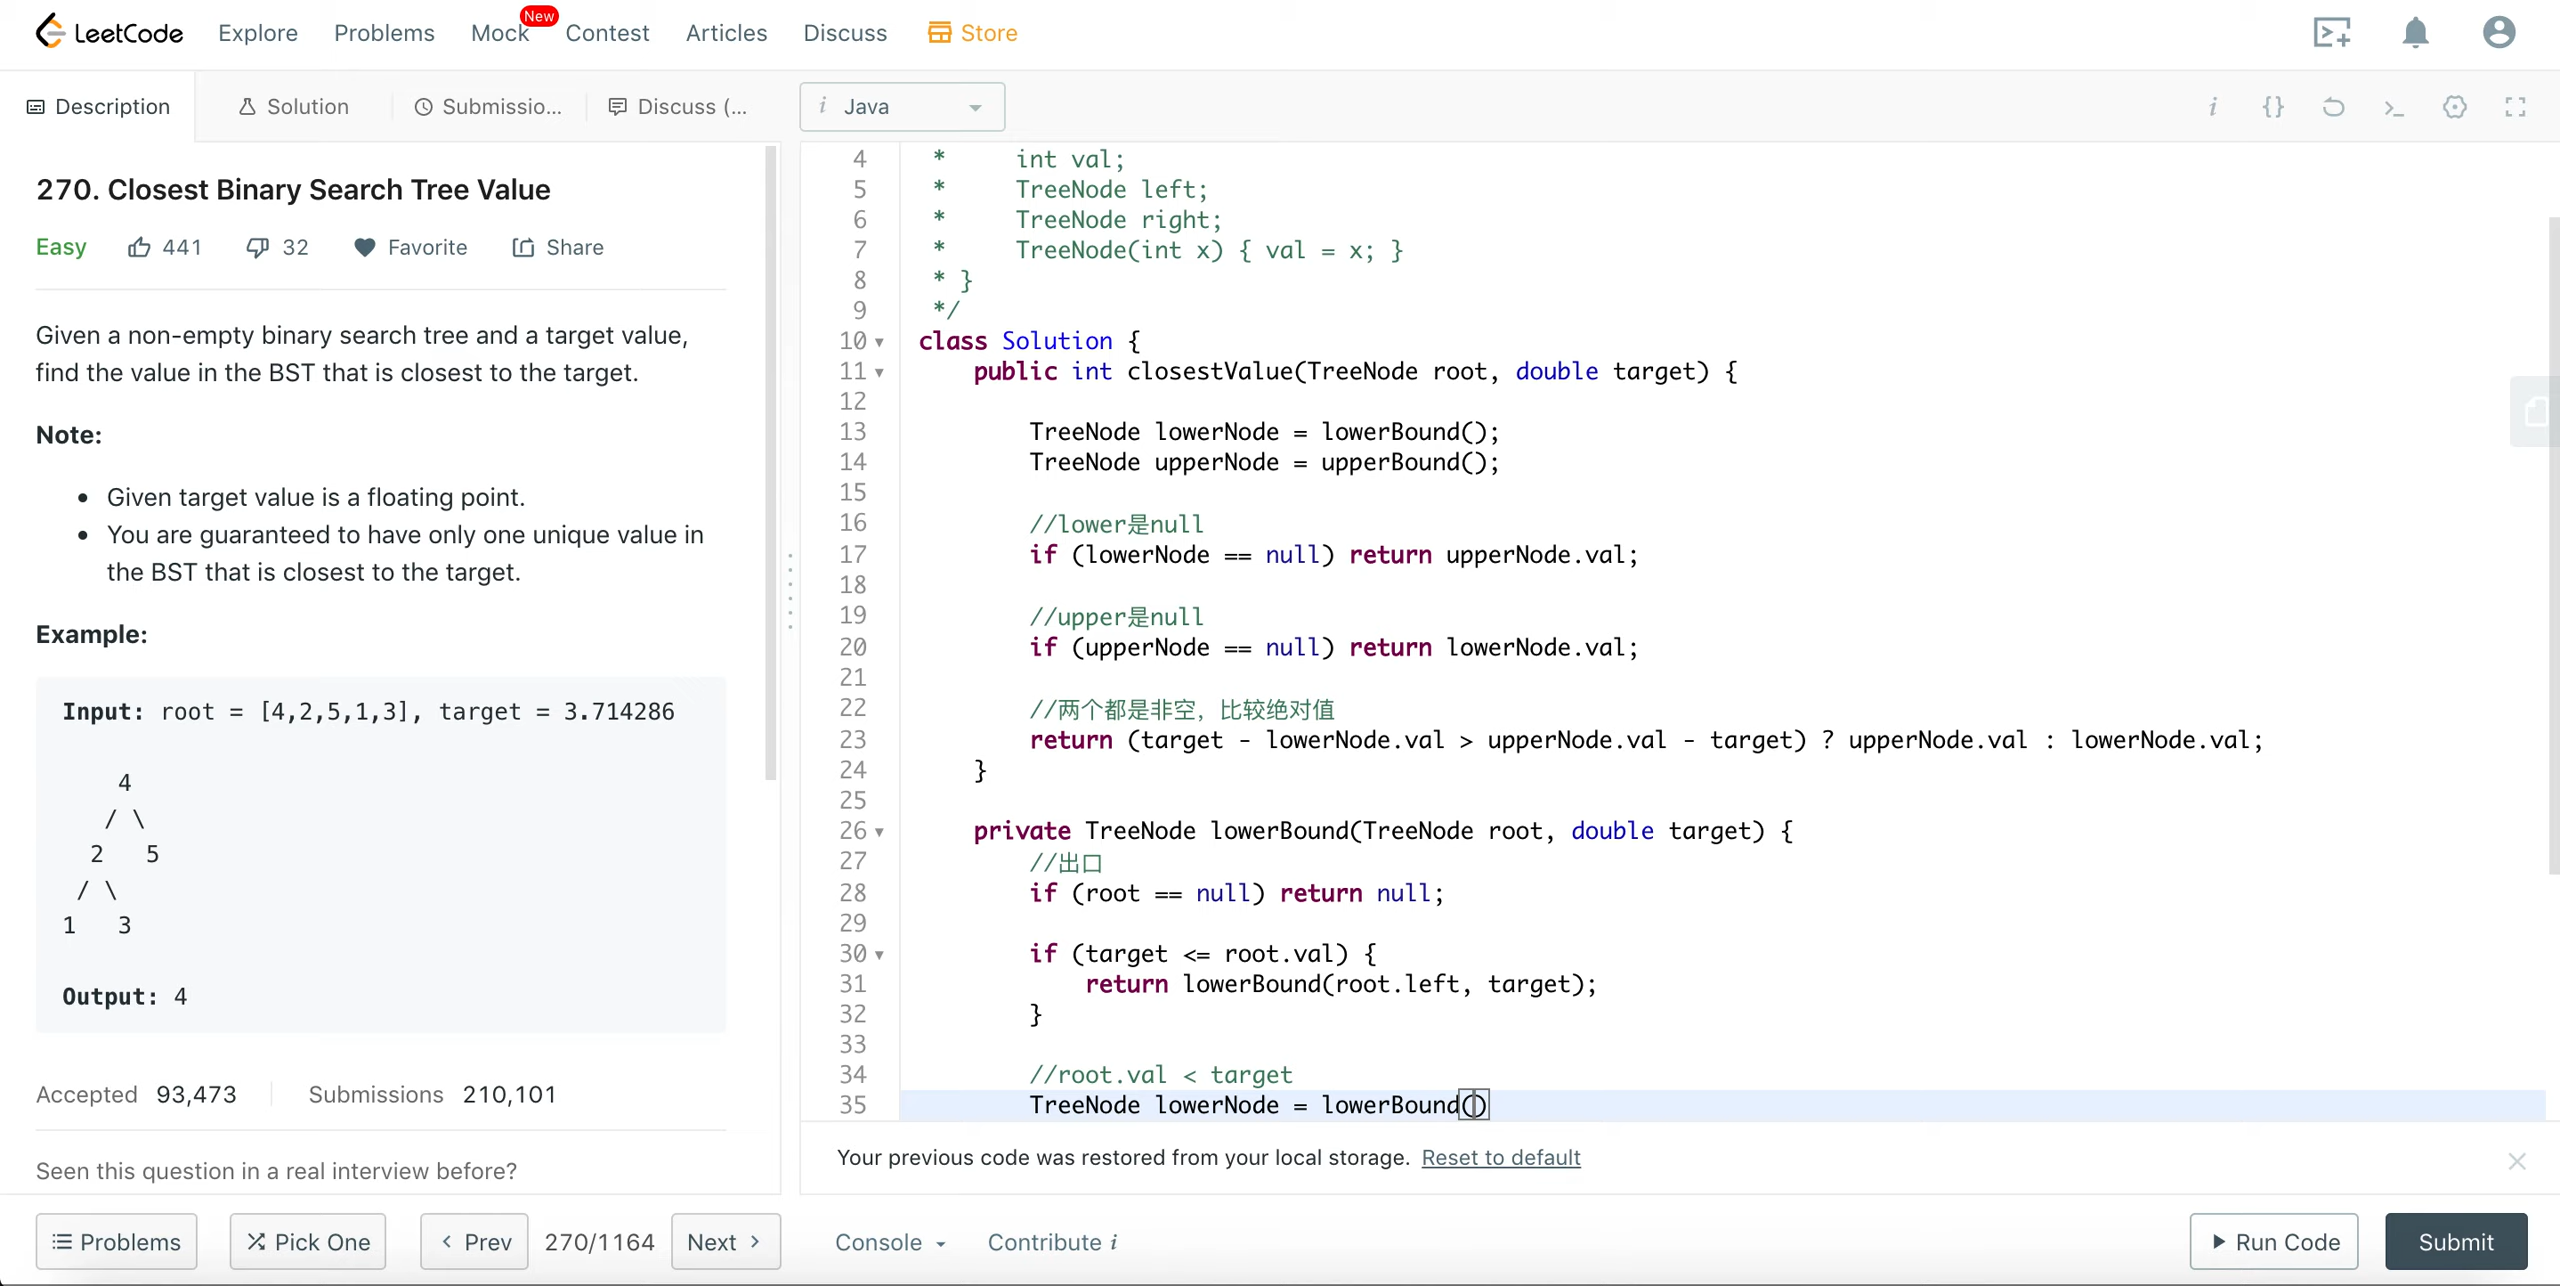 LeetCode Explore Problems Mock New Contest Articles Discuss Store
Description Solution Submissio... Discuss (... i Java i {}
270. Closest Binary Search Tree Value
Easy 441 32 Favorite Share
Given a non-empty binary search tree and a target value,
find the value in the BST that is closest to the target.
Note:
Given target value is a floating point.
You are guaranteed to have only one unique value in
the BST that is closest to the target.
Example:
Input: root = [4,2,5,1,3], target = 3.714286
4
/ \
2 5
/ \
1 3
Output: 4
Accepted 93,473 Submissions 210,101
Seen this question in a real interview before?
4 * int val;
5 * TreeNode left;
6 * TreeNode right;
7 * TreeNode(int x) { val = x; }
8 * }
9 */
10 class Solution {
11 public int closestValue(TreeNode root, double target) {
12
13 TreeNode lowerNode = lowerBound();
14 TreeNode upperNode = upperBound();
15
16 //lower是null
17 if (lowerNode == null) return upperNode.val;
18
19 //upper是null
20 if (upperNode == null) return lowerNode.val;
21
22 //两个都是非空，比较绝对值
23 return (target - lowerNode.val > upperNode.val - target) ? upperNode.val : lowerNode.val;
24 }
25
26 private TreeNode lowerBound(TreeNode root, double target) {
27 //出口
28 if (root == null) return null;
29
30 if (target <= root.val) {
31 return lowerBound(root.left, target);
32 }
33
34 //root.val < target
35 TreeNode lowerNode = lowerBound()
Your previous code was restored from your local storage. Reset to default
Problems Pick One Prev 270/1164 Next Console Contribute i Run Code Submit